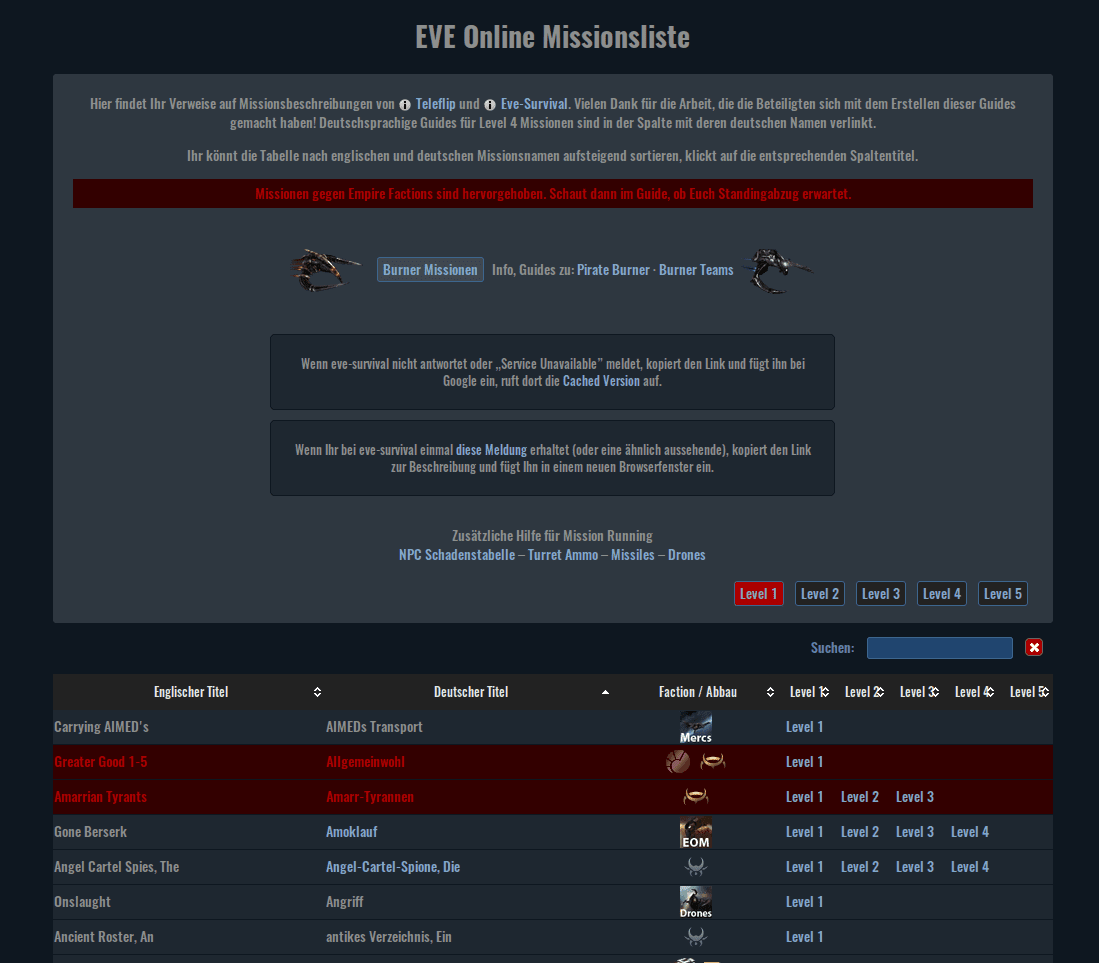 EVE Online Missionsliste
Hier findet Ihr Verweise auf Missionsbeschreibungen von Teleflip und Eve-Survival. Vielen Dank für die Arbeit, die die Beteiligten sich mit dem Erstellen dieser Guides
gemacht haben! Deutschsprachige Guides für Level 4 Missionen sind in der Spalte mit deren deutschen Namen verlinkt.
Ihr könnt die Tabelle nach englischen und deutschen Missionsnamen aufsteigend sortieren, klickt auf die entsprechenden Spaltentitel.
Missionen gegen Empire Factions sind hervorgehoben. Schaut dann im Guide, ob Euch Standingabzug erwartet.
Burner Missionen Info, Guides zu: Pirate Burner · Burner Teams
Wenn eve-survival nicht antwortet oder „Service Unavailable” meldet, kopiert den Link und fügt ihn bei
Google ein, ruft dort die Cached Version auf.
Wenn Ihr bei eve-survival einmal diese Meldung erhaltet (oder eine ähnlich aussehende), kopiert den Link
zur Beschreibung und fügt Ihn in einem neuen Browserfenster ein.
Zusätzliche Hilfe für Mission Running
NPC Schadenstabelle – Turret Ammo – Missiles – Drones
Level 1 Level 2 Level 3 Level 4 Level 5
Suchen:
Englischer Titel Deutscher Titel Faction / Abbau Level 1 Level 2 Level 3 Level 4 Level 5
Carrying AIMED's AIMEDs Transport Mercs Level 1
Greater Good 1-5 Allgemeinwohl Level 1
Amarrian Tyrants Amarr-Tyrannen Level 1 Level 2 Level 3
Gone Berserk Amoklauf EOM Level 1 Level 2 Level 3 Level 4
Angel Cartel Spies, The Angel-Cartel-Spione, Die Level 1 Level 2 Level 3 Level 4
Onslaught Angriff Drones Level 1
Ancient Roster, An antikes Verzeichnis, Ein Level 1